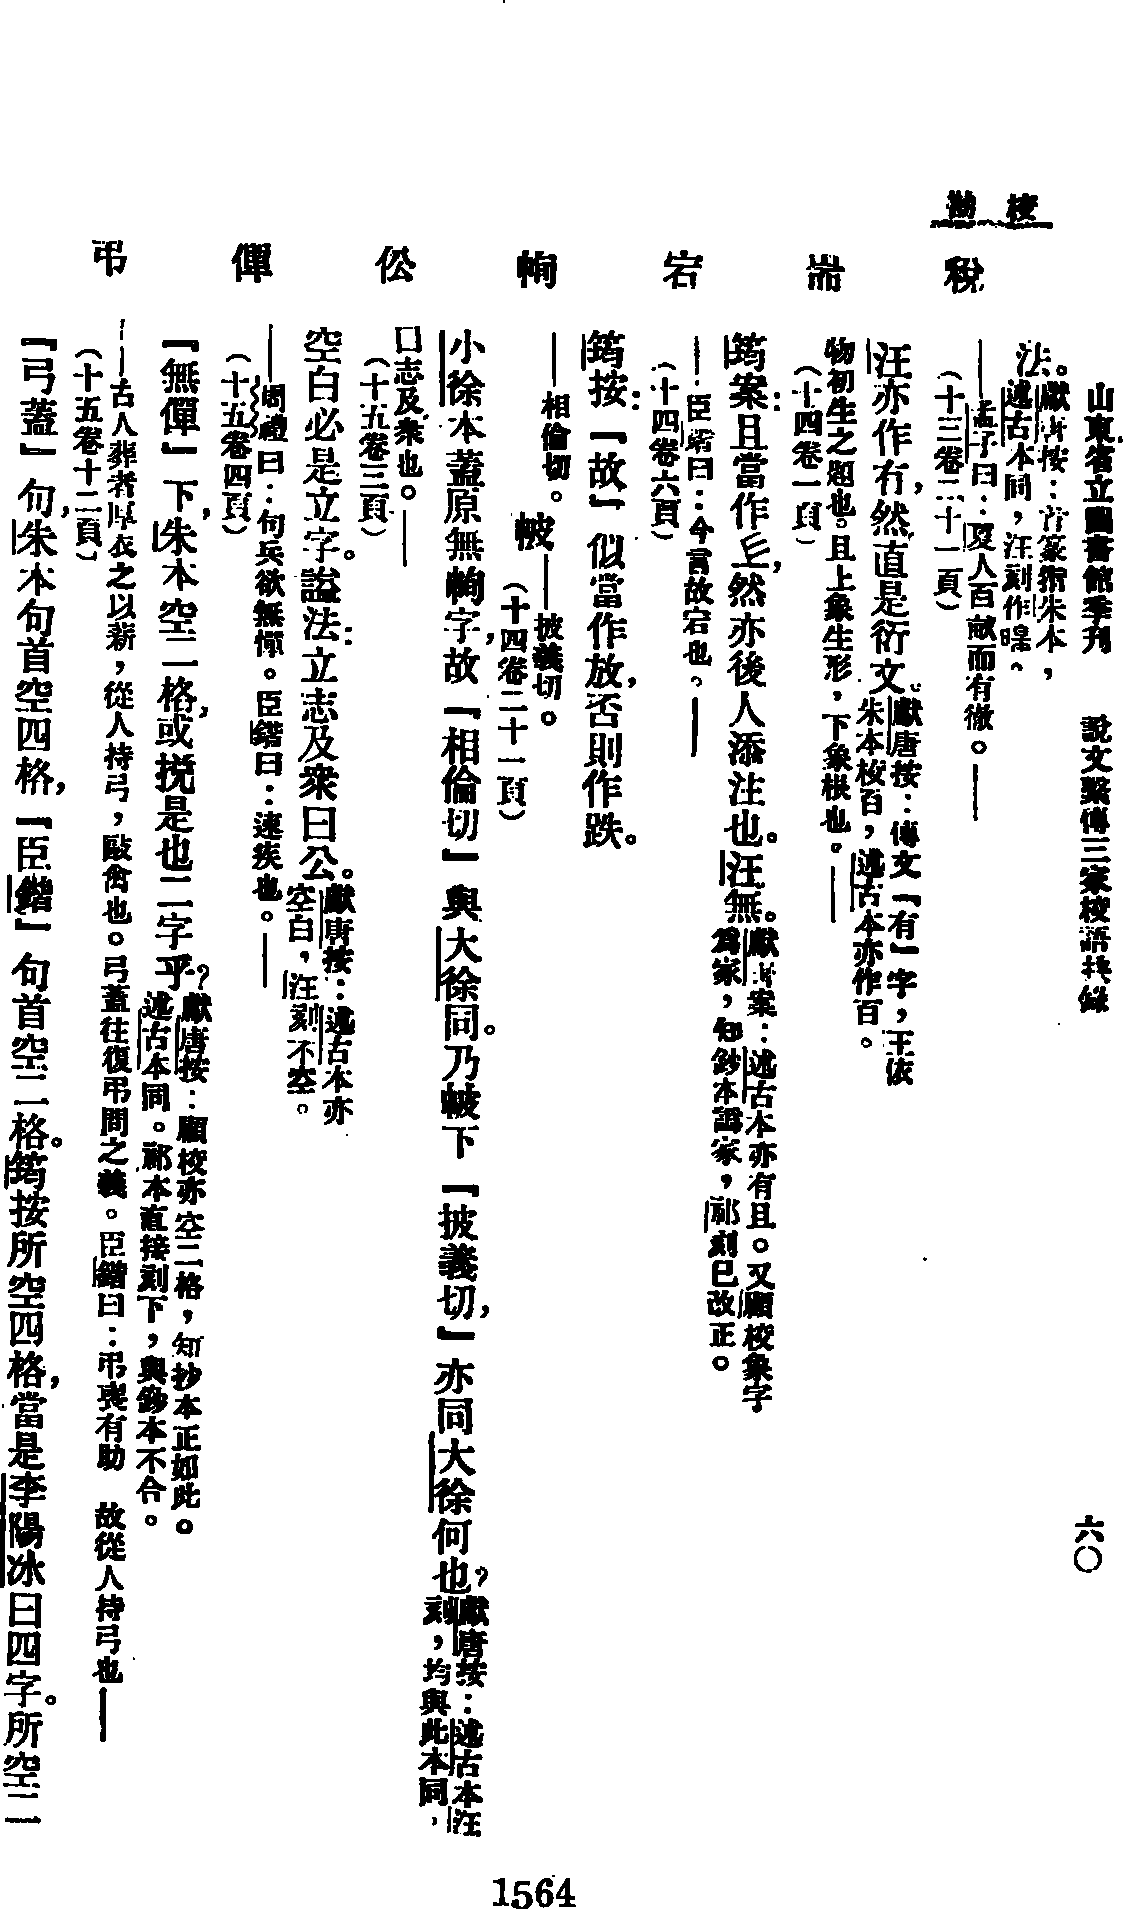 校勘
山東省立圖書館季刊　說文繫傳三家校語抉錄　六〇
法。獻唐按：言篆衍朱本，
述古本同，汪刻作暴。
稅
——孟子曰：夏人百献而有徹。——
（十三卷二十一頁）
汪亦作有，然直是衍文。獻唐按：傳文『有』字，王依
朱本校百，述古本亦作百。
耑
物初生之題也。且上象生形，下象根也。——
（十四卷一頁）
筠案：且當作𠄞，然亦後人添注也。汪無。獻唐案：述古本亦有且。又顧校象字
爲家，知鈔本譌家，祁刻已改正。
宕
——臣鍇曰：今言故宕也。——
（十四卷六頁）
筠按：『故』似當作放，否則作跌。
㡓
——相倫切。帔——披義切。
（十四卷二十一頁）
小徐本蓋原無㡓字，故『相倫切』與大徐同。乃帔下『披義切，』亦同大徐何也？獻唐按：述古本汪
刻，均與此本同，
伀
口志及衆也。——
（十五卷三頁）
空白必是立字。諡法：立志及衆曰公。獻唐按：述古本亦
空白，汪刻不空。
僤
——周禮曰：句兵欲無憚。臣鍇曰：速疾也。——
（十五卷四頁）
『無僤』下，朱本空二格，或挩是也二字乎？獻唐按：顧校亦空二格，知抄本正如此。
述古本同。祁本直接刻下，與鈔本不合。
弔
——古人葬者厚衣之以薪，從人持弓，敺禽也。弓蓋往復弔問之義。臣鍇曰：弔喪有助　故從人持弓也——
（十五卷十二頁）
『弓蓋』句，朱本句首空四格，『臣鍇』句首空二格。筠按所空四格，當是李陽冰曰四字。所空二
1564